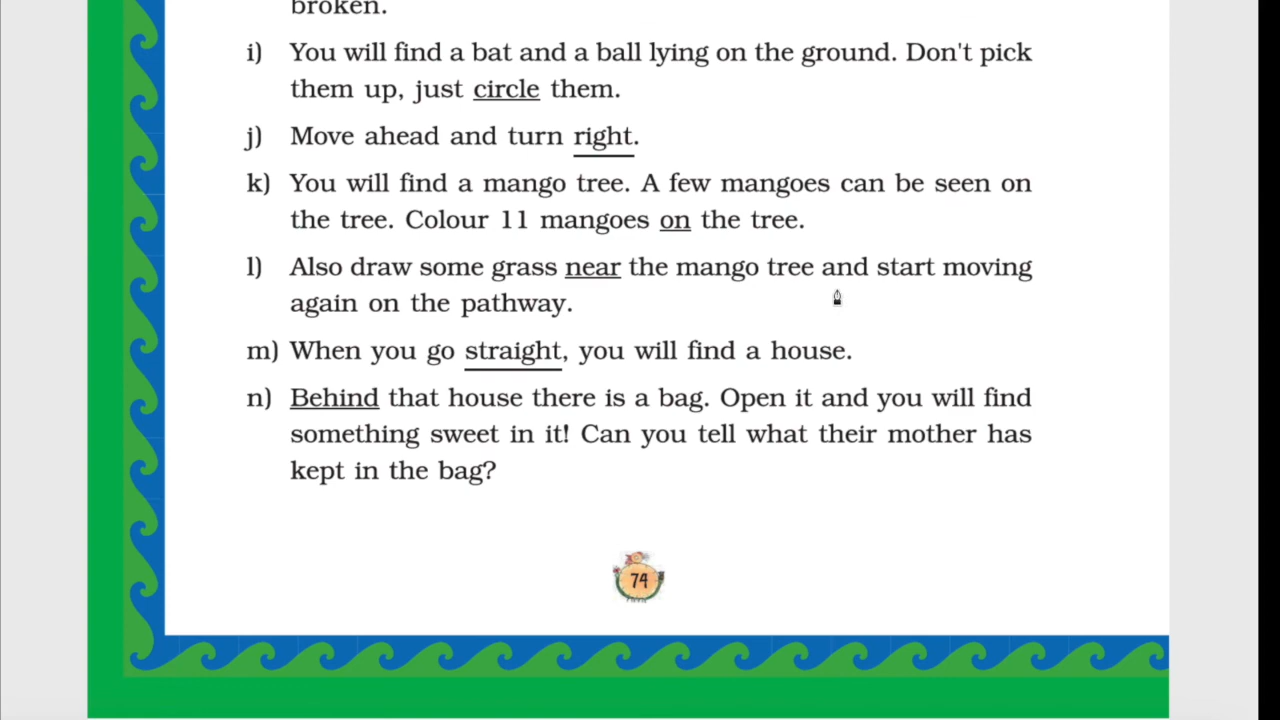 broken.
i) You will find a bat and a ball lying on the ground. Don't pick
them up, just circle them.
j) Move ahead and turn right.
k) You will find a mango tree. A few mangoes can be seen on
the tree. Colour 11 mangoes on the tree.
l) Also draw some grass near the mango tree and start moving
again on the pathway.
m) When you go straight, you will find a house.
n) Behind that house there is a bag. Open it and you will find
something sweet in it! Can you tell what their mother has
kept in the bag?
74